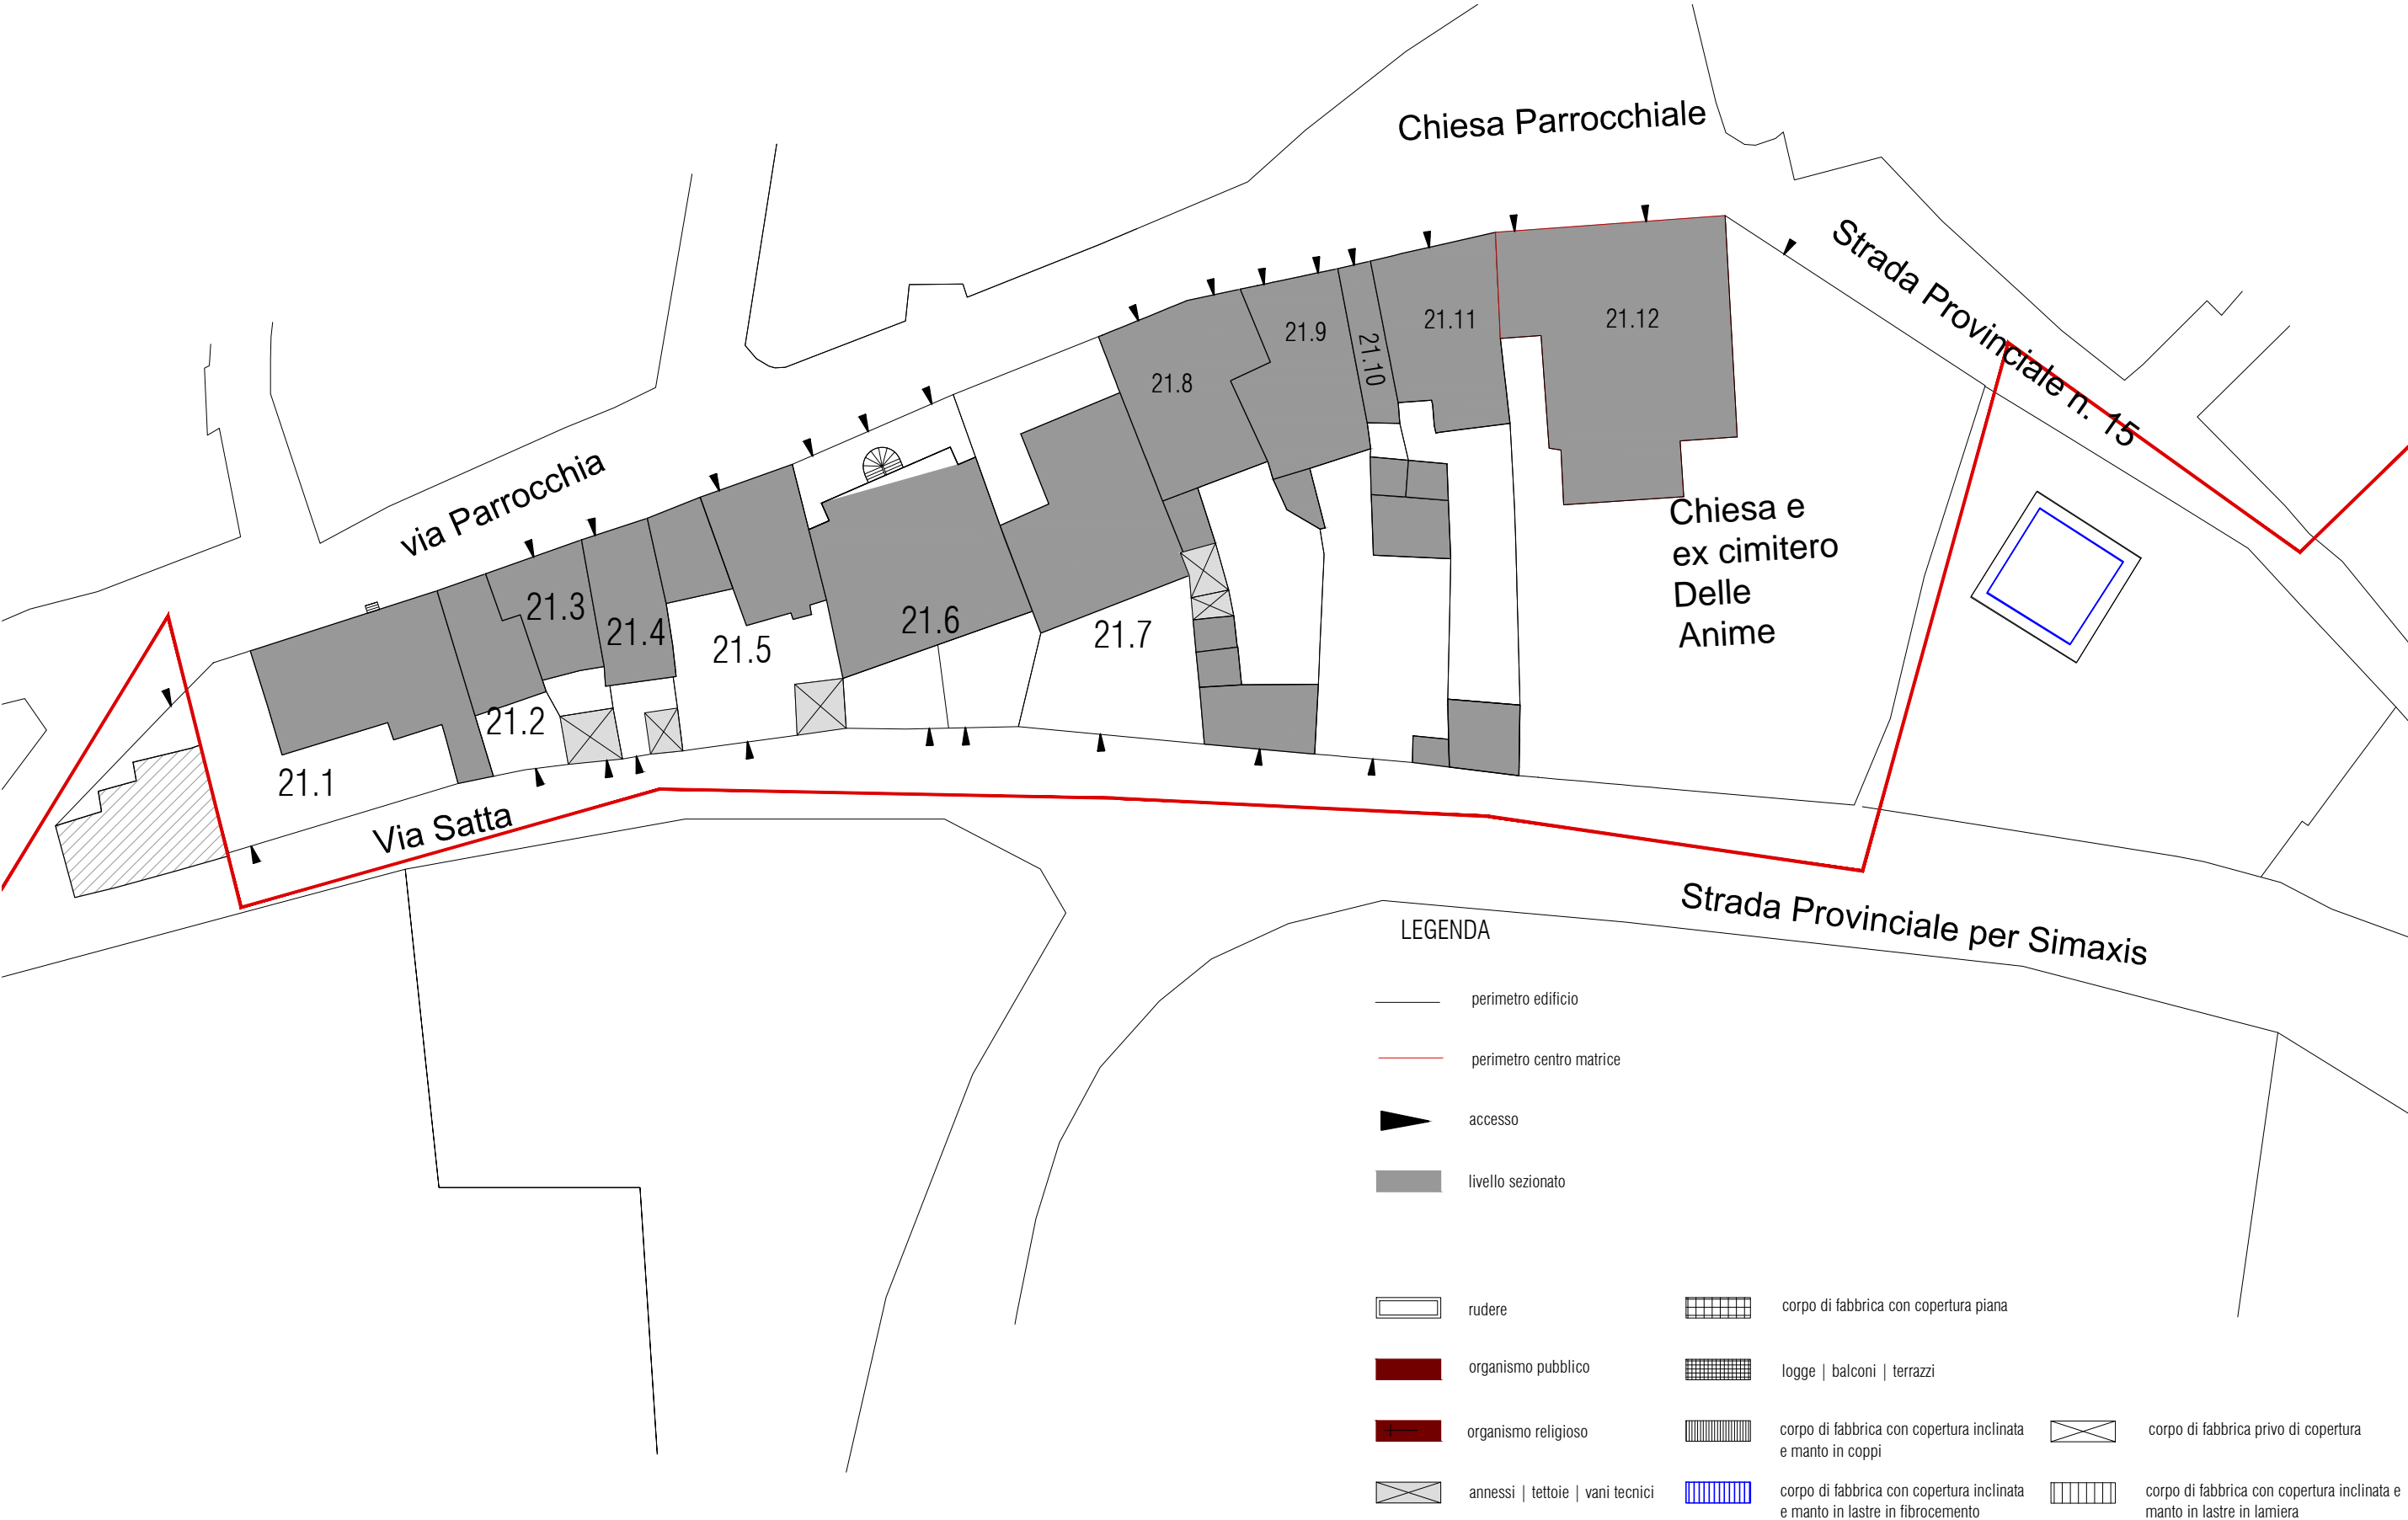 Chiesa Parrocchiale
Strada Provinciale n. 15
via Parrocchia
21.1
21.2
21.3
21.4
21.5
21.6
21.7
21.8
21.9
21.10
21.11
21.12
Chiesa e
ex cimitero
Delle
Anime
Via Satta
Strada Provinciale per Simaxis
LEGENDA
perimetro edificio
perimetro centro matrice
accesso
livello sezionato
rudere
organismo pubblico
organismo religioso
annessi | tettoie | vani tecnici
corpo di fabbrica con copertura piana
logge | balconi | terrazzi
corpo di fabbrica con copertura inclinata
e manto in coppi
corpo di fabbrica con copertura inclinata
e manto in lastre in fibrocemento
corpo di fabbrica privo di copertura
corpo di fabbrica con copertura inclinata e
manto in lastre in lamiera